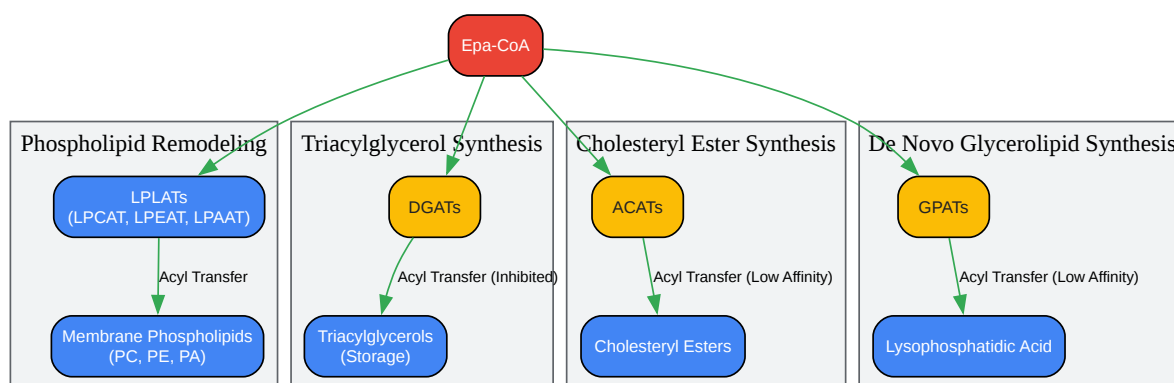 Epa-CoA
Phospholipid Remodeling
Triacylglycerol Synthesis
Cholesteryl Ester Synthesis
De Novo Glycerolipid Synthesis
LPLATs
(LPCAT, LPEAT, LPAAT)
DGATs
ACATs
GPATs
Acyl Transfer
Acyl Transfer (Inhibited)
Acyl Transfer (Low Affinity)
Acyl Transfer (Low Affinity)
Membrane Phospholipids
(PC, PE, PA)
Triacylglycerols
(Storage)
Cholesteryl Esters
Lysophosphatidic Acid